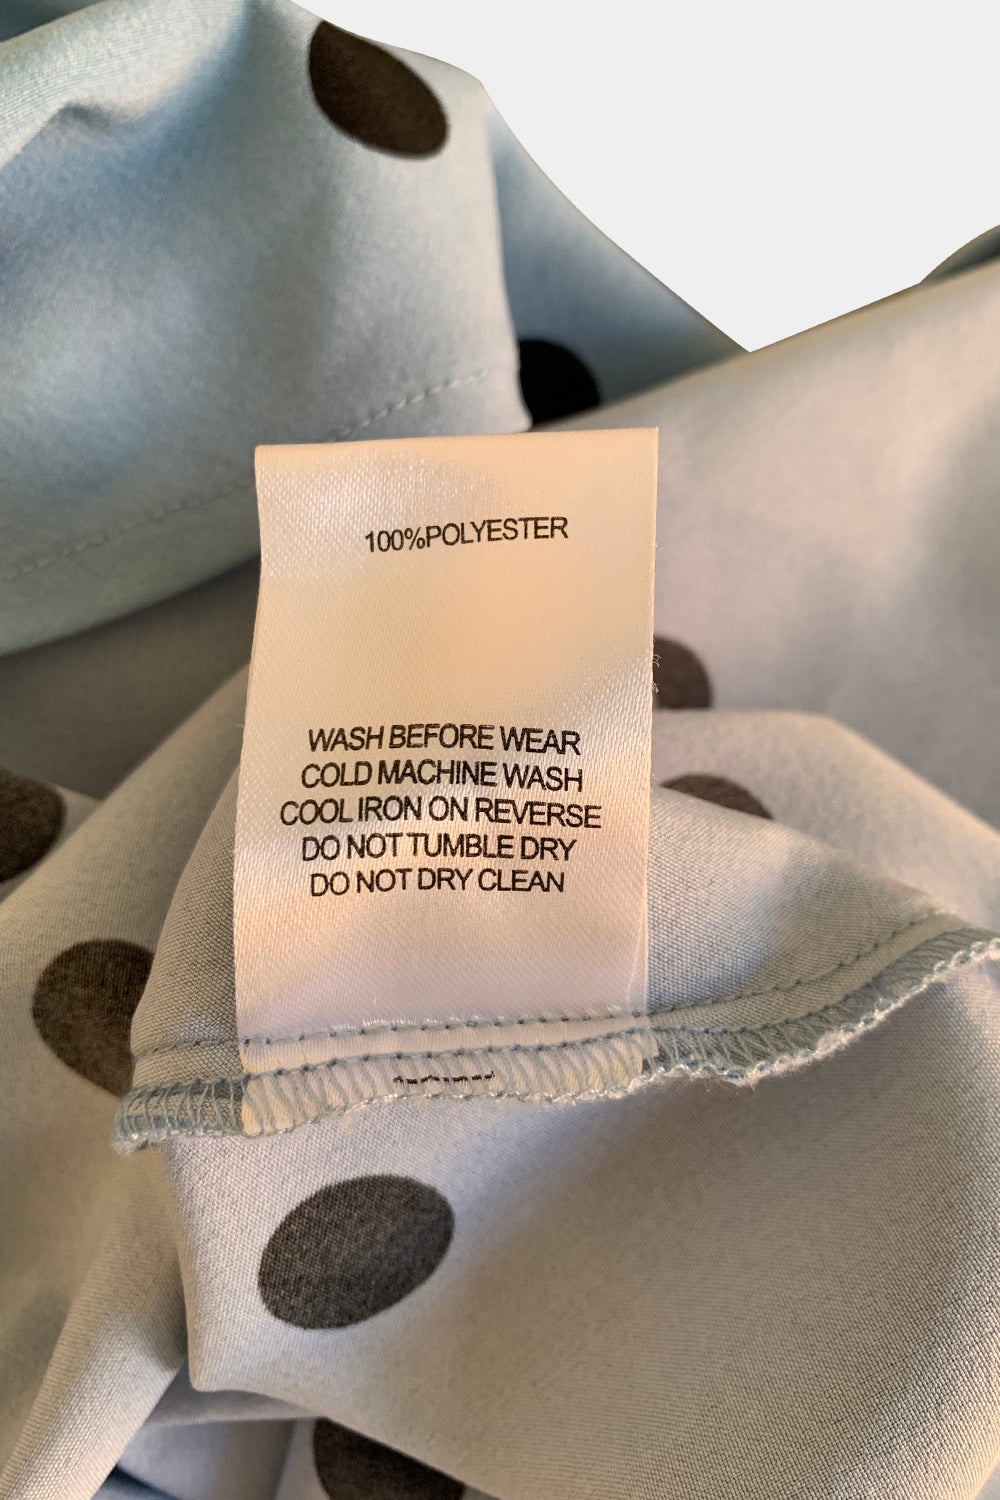 100%POLYESTER
WASH BEFORE WEAR
COLD MACHINE WASH
COOL IRON ON REVERSE
DO NOT TUMBLE DRY
DO NOT DRY CLEAN